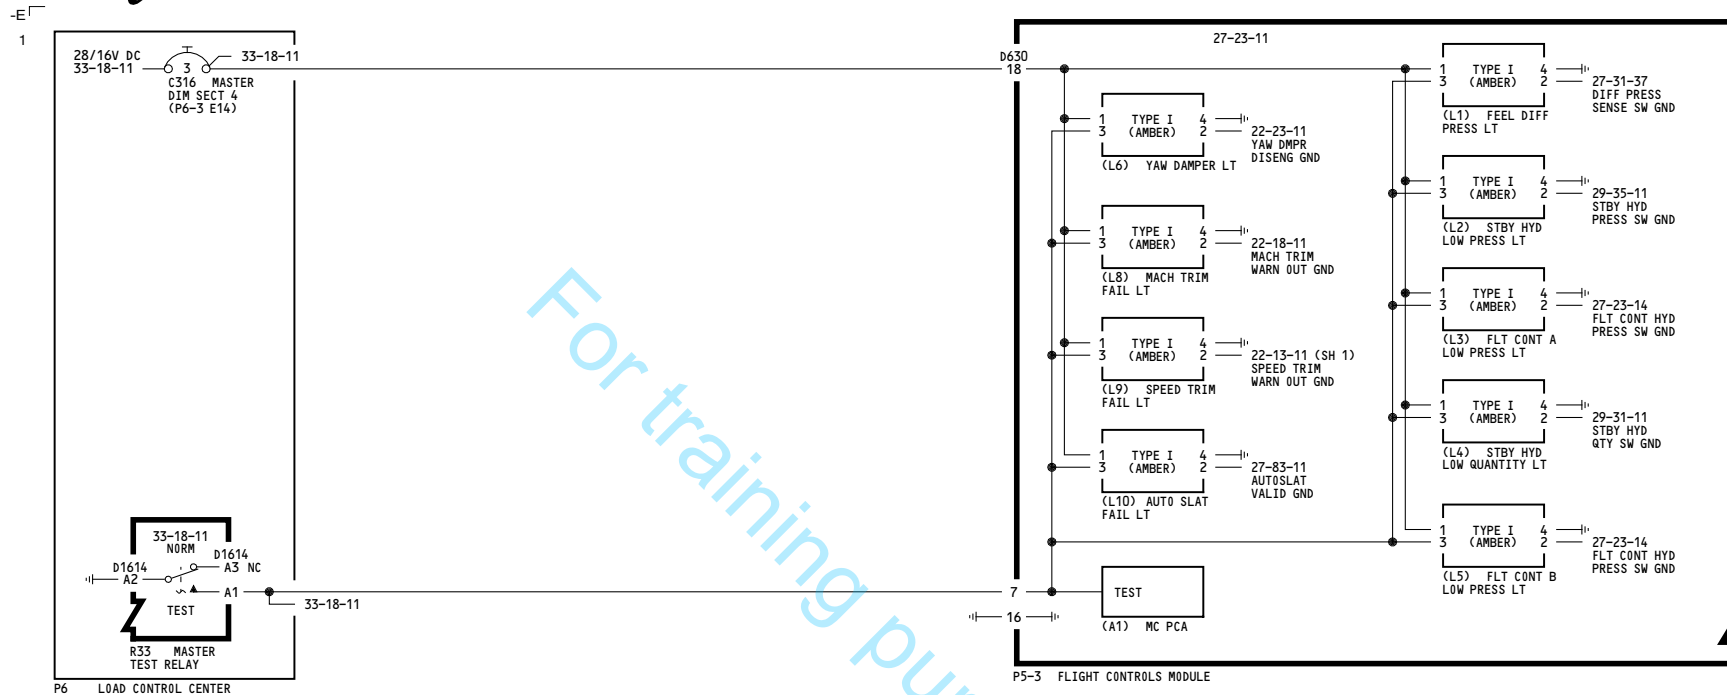 -E
1
28/16V DC
33-18-11
3
33-18-11
C316 MASTER
DIM SECT 4
(P6-3 E14)
33-18-11
NORM
D1614
A3 NC
D1614
A2
A1
TEST
33-18-11
R33 MASTER
TEST RELAY
P6 LOAD CONTROL CENTER
27-23-11
D630
18
7
16
1 TYPE I 4
3 (AMBER) 2
22-23-11
YAW DMPR
DISENG GND
(L6) YAW DAMPER LT
1 TYPE I 4
3 (AMBER) 2
22-18-11
MACH TRIM
WARN OUT GND
(L8) MACH TRIM
FAIL LT
1 TYPE I 4
3 (AMBER) 2
22-13-11 (SH 1)
SPEED TRIM
WARN OUT GND
(L9) SPEED TRIM
FAIL LT
1 TYPE I 4
3 (AMBER) 2
27-83-11
AUTOSLAT
VALID GND
(L10) AUTO SLAT
FAIL LT
TEST
(A1) MC PCA
1 TYPE I 4
3 (AMBER) 2
27-31-37
DIFF PRESS
SENSE SW GND
(L1) FEEL DIFF
PRESS LT
1 TYPE I 4
3 (AMBER) 2
29-35-11
STBY HYD
PRESS SW GND
(L2) STBY HYD
LOW PRESS LT
1 TYPE I 4
3 (AMBER) 2
27-23-14
FLT CONT HYD
PRESS SW GND
(L3) FLT CONT A
LOW PRESS LT
1 TYPE I 4
3 (AMBER) 2
29-31-11
STBY HYD
QTY SW GND
(L4) STBY HYD
LOW QUANTITY LT
1 TYPE I 4
3 (AMBER) 2
27-23-14
FLT CONT HYD
PRESS SW GND
(L5) FLT CONT B
LOW PRESS LT
P5-3 FLIGHT CONTROLS MODULE
For training pur